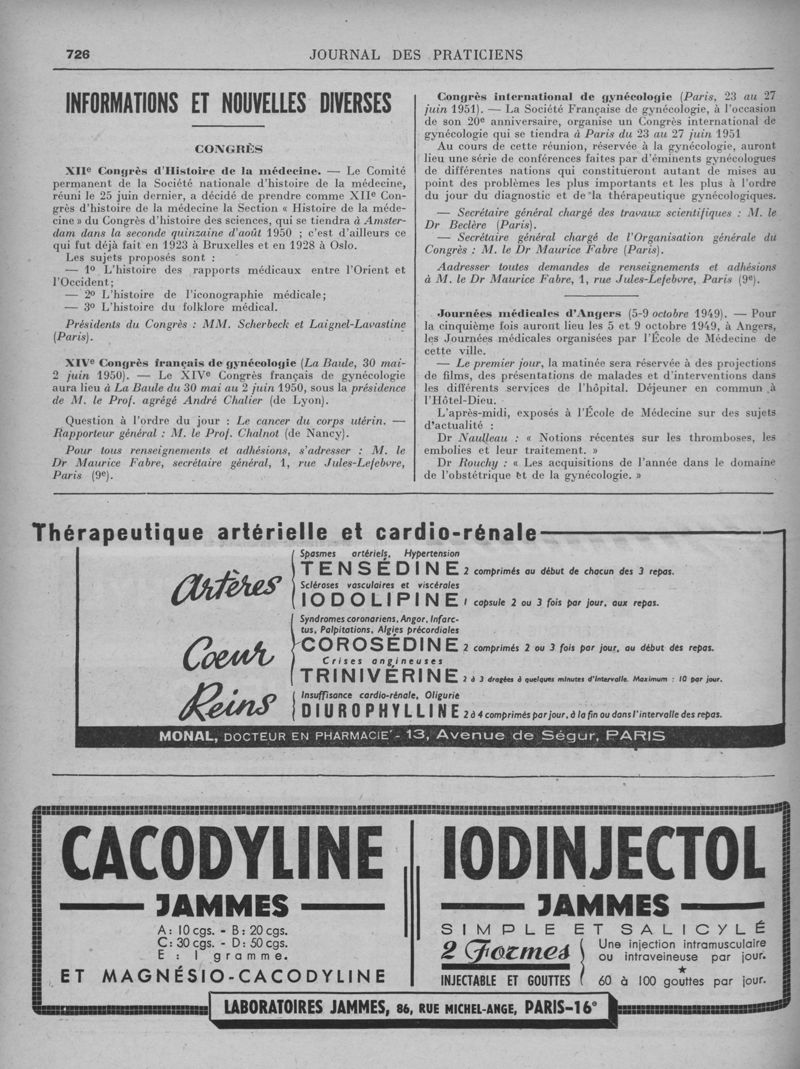 726
JOURNAL DES PRATICIENS
INFORMATIONS ET NOUVELLES DIVERSES
CONGRÈS
XIIe Congrès d'Histoire de la médecine. — Le Comité
permanent de la Société nationale d'histoire de la médecine,
réuni le 25 juin dernier, a décidé de prendre comme XIIe Con-
grès d'histoire de la médecine la Section « Histoire de la méde-
cine » du Congrès d'histoire des sciences, qui se tiendra à Amster-
dam dans la seconde quinzaine d'août 1950 ; c'est d'ailleurs ce
qui fut déjà fait en 1923 à Bruxelles et en 1928 à Oslo.
Les sujets proposés sont :
— 1o L'histoire des rapports médicaux entre l'Orient et
l'Occident;
— 2o L'histoire de l'iconographie médicale;
— 3o L'histoire du folklore médical.
Présidents du Congrès : MM. Scherbeck et Laignel-Lavastine
(Paris).
XIVe Congrès français de gynécologie (La Baule, 30 mai-
2 juin 1950). — Le XIVe Congrès français de gynécologie
aura lieu à La Baule du 30 mai au 2 juin 1950, sous la présidence
de M. le Prof. agrégé André Chalier (de Lyon).
Question à l'ordre du jour : Le cancer du corps utérin. —
Rapporteur général : M. le Prof. Chalnot (de Nancy).
Pour tous renseignements et adhésions, s'adresser : M. le
Dr Maurice Fabre, secrétaire général, 1, rue Jules-Lefebvre,
Paris (9e).
Congrès international de gynécologie (Paris, 23 au 27
juin 1951). — La Société Française de gynécologie, à l'occasion
de son 20e anniversaire, organise un Congrès international de
gynécologie qui se tiendra à Paris du 23 au 27 juin 1951
Au cours de cette réunion, réservée à la gynécologie, auront
lieu une série de conférences faites par d'éminents gynécologues
de différentes nations qui constitueront autant de mises au
point des problèmes les plus importants et les plus à l'ordre
du jour du diagnostic et de la thérapeutique gynécologiques.
— Secrétaire général chargé des travaux scientifiques : M. le
Dr Beclère (Paris).
— Secrétaire général chargé de l'Organisation générale du
Congrès : M. le Dr Maurice Fabre (Paris).
Aadresser toutes demandes de renseignements et adhésions
à M. le Dr Maurice Fabre, 1, rue Jules-Lefebvre, Paris (9e).
Journées médicales d'Angers (5-9 octobre 1949). — Pour
la cinquième fois auront lieu les 5 et 9 octobre 1949, à Angers,
les Journées médicales organisées par l'École de Médecine de
cette ville.
— Le premier jour, la matinée sera réservée à des projections
de films, des présentations de malades et d'interventions dans
les différents services de l'hôpital. Déjeuner en commun à
l'Hôtel-Dieu.
L'après-midi, exposés à l'École de Médecine sur des sujets
d'actualité :
Dr Naulleau : « Notions récentes sur les thromboses, les
embolies et leur traitement. »
Dr Rouchy : « Les acquisitions de l'année dans le domaine
de l'obstétrique et de la gynécologie. »
Thérapeutique artérielle et cardio-rénale
Artères
Spasmes artériels, Hypertension
TENSÉDINE 2 comprimés au début de chacun des 3 repas.
Scléroses vasculaires et viscérales
IODOLIPINE 1 capsule 2 ou 3 fois par jour, aux repas.
Coeur
Syndromes coronariens, Angor, Infarc-
tus, Palpitations, Algies précordiales
COROSÉDINE 2 comprimés 2 ou 3 fois par jour, au début des repas.
Crises angineuses
TRINIVÉRINE 2 à 3 dragées à quelques minutes d'intervalle. Maximum : 10 par jour.
Reins
Insuffisance cardio-rénale, Oligurie
DIUROPHYLLINE 2 à 4 comprimés par jour, à la fin ou dans l'intervalle des repas.
MONAL, DOCTEUR EN PHARMACIE - 13, Avenue de Ségur, PARIS
CACODYLINE
JAMMES
A: 10 cgs. - B: 20 cgs.
C: 30 cgs. - D: 50 cgs.
E : 1 gramme.
ET MAGNÉSIO-CACODYLINE
IODINJECTOL
JAMMES
SIMPLE ET SALICYLÉ
2 Formes
INJECTABLE ET GOUTTES
Une injection intramusculaire
ou intraveineuse par jour.
★
60 à 100 gouttes par jour.
LABORATOIRES JAMMES, 86, RUE MICHEL-ANGE, PARIS-16e